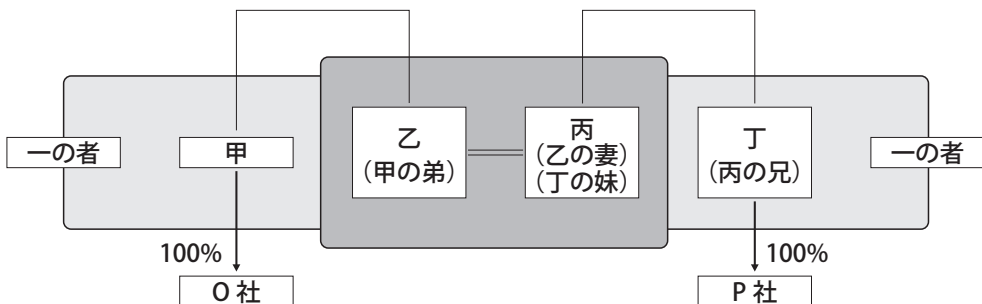 一の者
甲
乙
(甲の弟)
丙
(乙の妻)
(丁の妹)
丁
(丙の兄)
一の者
100%
100%
O 社
P 社